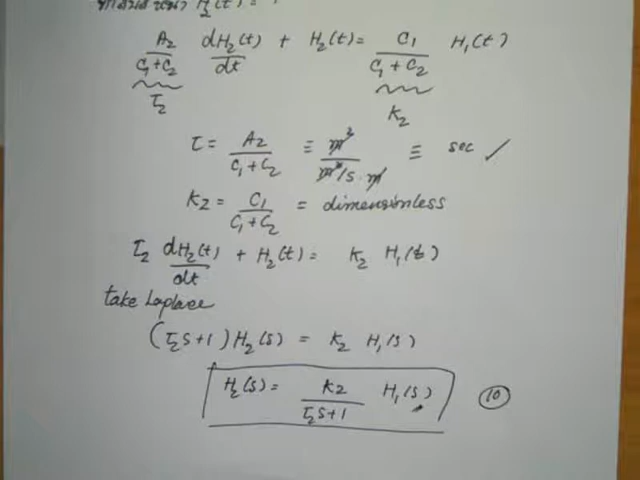 H₂(t) = ?
A₂/(C₁+C₂) dH₂(t)/dt + H₂(t) = C₁/(C₁+C₂) H₁(t)
τ₂ K₂
τ = A₂/(C₁+C₂) ≡ m²/(m³/s·m) ≡ sec ✓
K₂ = C₁/(C₁+C₂) = dimensionless
τ₂ dH₂(t)/dt + H₂(t) = K₂ H₁(t)
take Laplace
(τ₂s+1) H₂(s) = K₂ H₁(s)
H₂(s) = K₂/(τ₂s+1) H₁(s) (10)